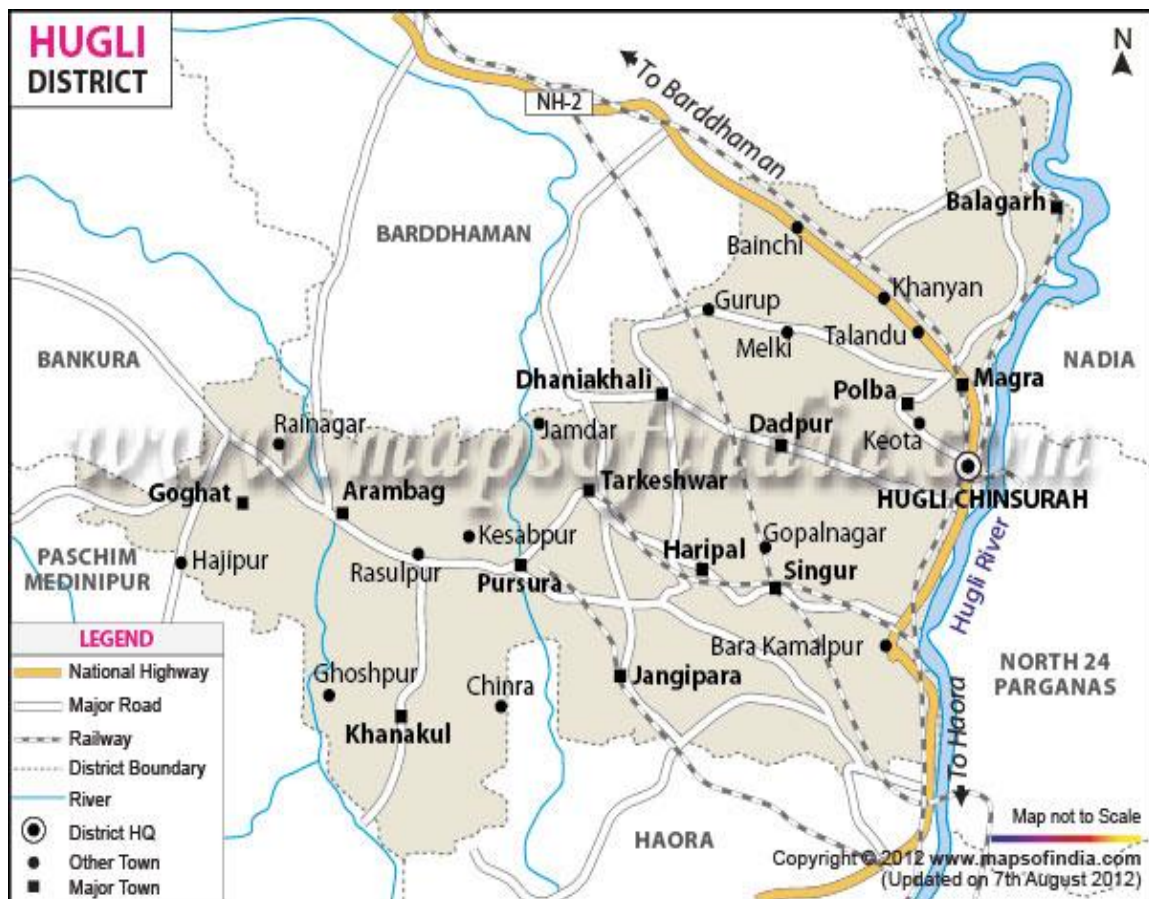 HUGLI
DISTRICT
N
To Barddhaman
NH-2
Balagarh
BARDDHAMAN
Bainchi
Khanyan
Gurup
Talandu
Melki
BANKURA
NADIA
Dhaniakhali
Magra
Polba
Rainagar
Jamdar
Dadpur
Keota
www.mapsofindia.com
Goghat
Arambag
Tarkeshwar
HUGLI CHINSURAH
Kesabpur
Gopalnagar
PASCHIM
MEDINIPUR
Hajipur
Rasulpur
Pursura
Haripal
Singur
Hugli River
LEGEND
National Highway
Major Road
Railway
District Boundary
River
District HQ
Other Town
Major Town
Bara Kamalpur
Ghoshpur
Chinra
Jangipara
NORTH 24
PARGANAS
Khanakul
To Haora
HAORA
Map not to Scale
Copyright © 2012 www.mapsofindia.com
(Updated on 7th August 2012)